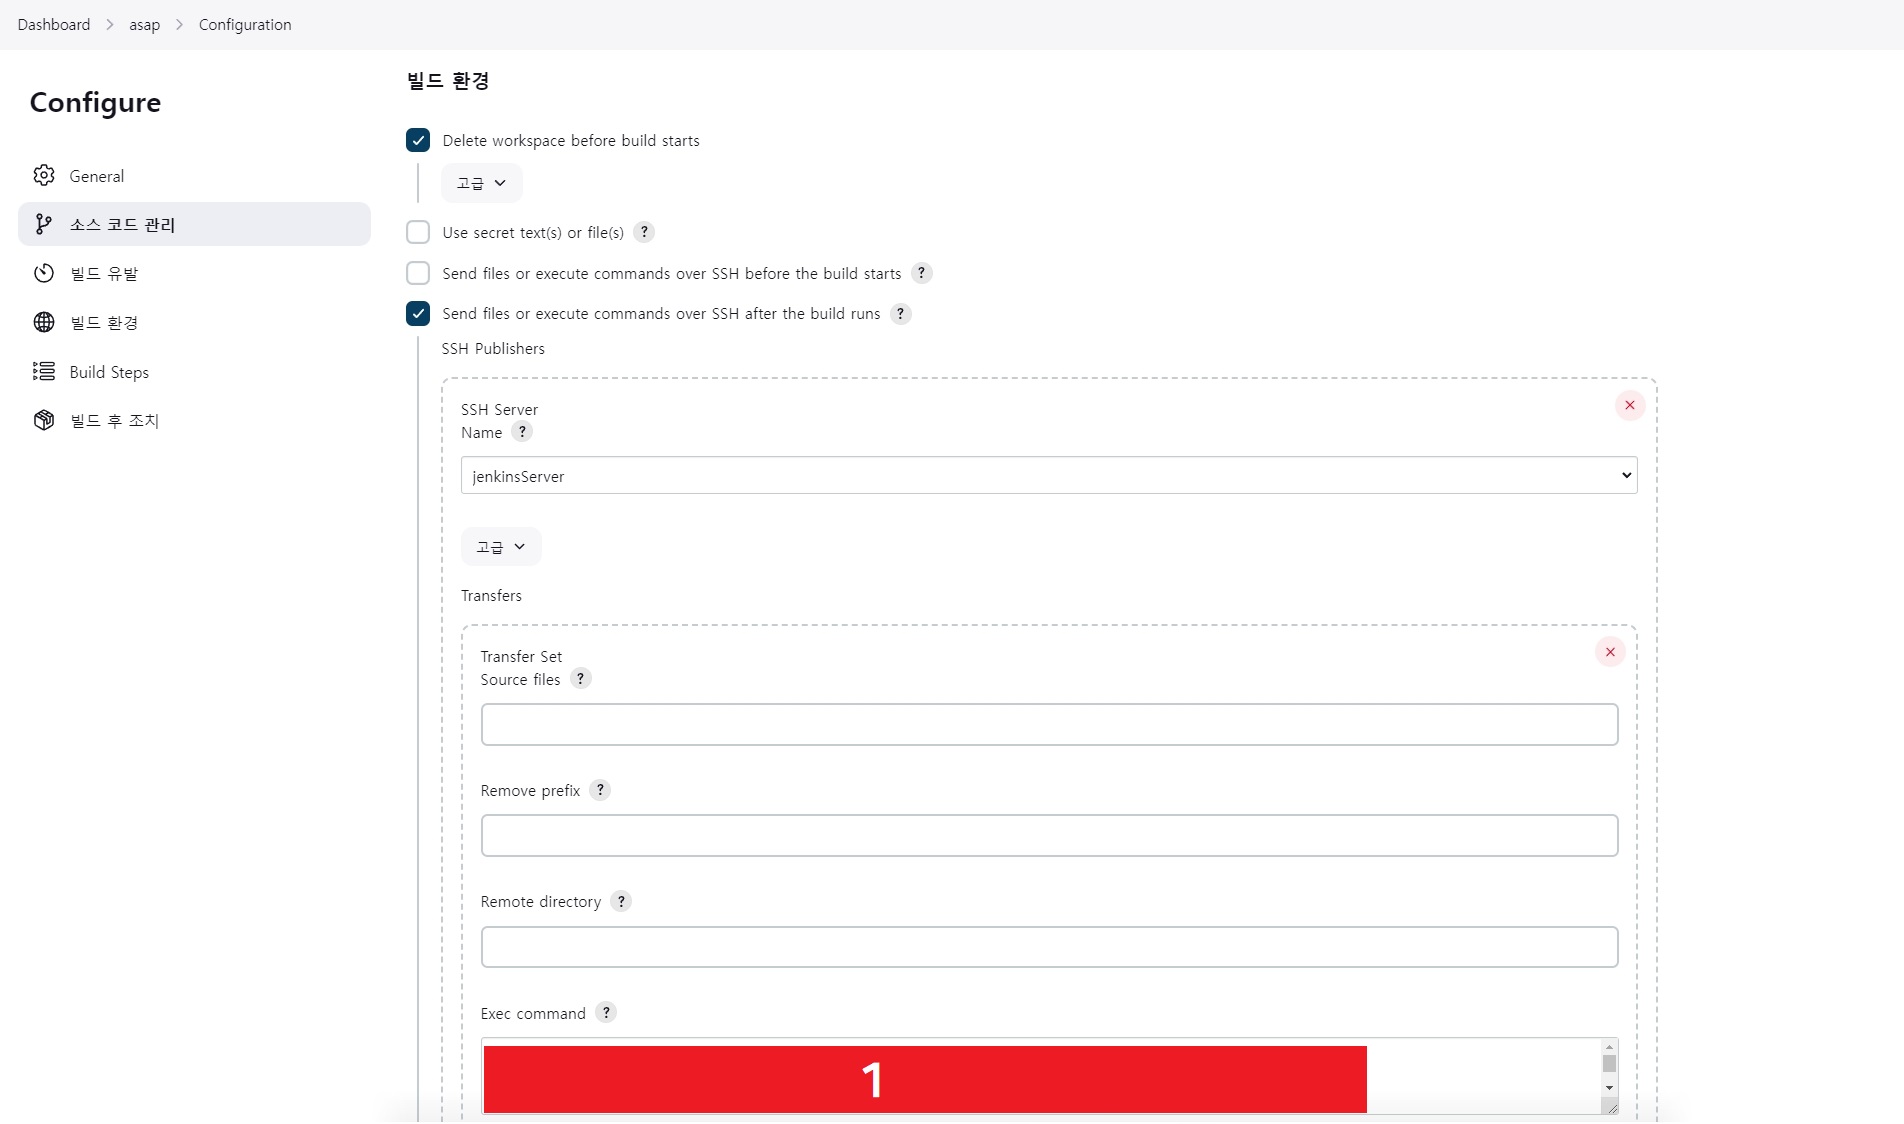 Dashboard > asap > Configuration
Configure
General
소스 코드 관리
빌드 유발
빌드 환경
Build Steps
빌드 후 조치
빌드 환경
Delete workspace before build starts
고급
Use secret text(s) or file(s) ?
Send files or execute commands over SSH before the build starts ?
Send files or execute commands over SSH after the build runs ?
SSH Publishers
SSH Server
Name ?
jenkinsServer
고급
Transfers
Transfer Set
Source files ?
Remove prefix ?
Remote directory ?
Exec command ?
1